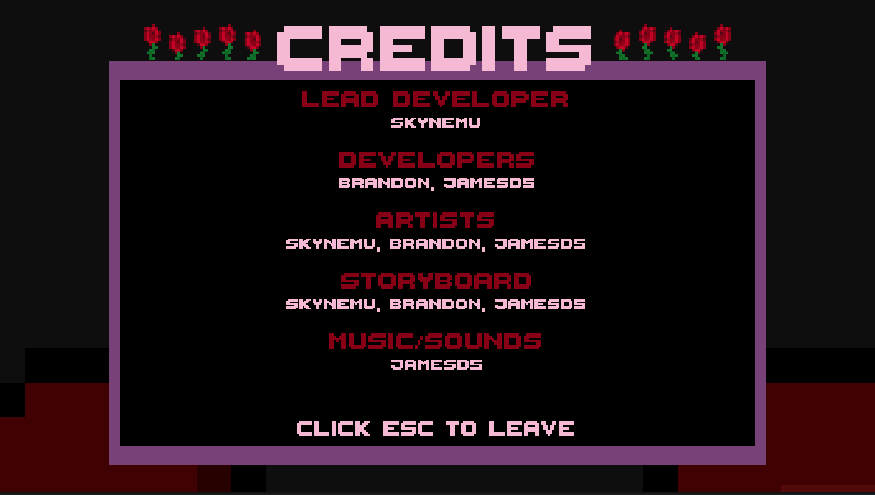 CREDITS
LEAD DEVELOPER
SKYNEMU
DEVELOPERS
BRANDON, JAMESDS
ARTISTS
SKYNEMU, BRANDON, JAMESDS
STORYBOARD
SKYNEMU, BRANDON, JAMESDS
MUSIC/SOUNDS
JAMESDS
CLICK ESC TO LEAVE